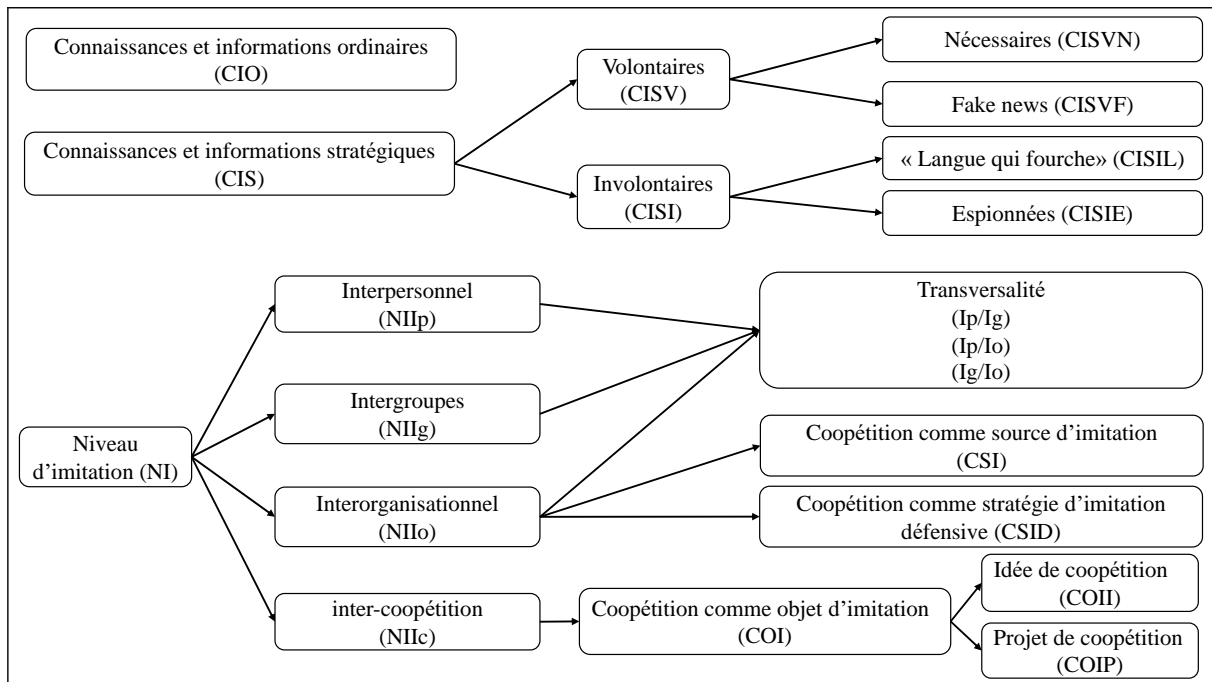 Connaissances et informations ordinaires
(CIO)
Connaissances et informations stratégiques
(CIS)
Volontaires
(CISV)
Involontaires
(CISI)
Nécessaires (CISVN)
Fake news (CISVF)
« Langue qui fourche» (CISIL)
Espionnées (CISIE)
Niveau
d’imitation (NI)
Interpersonnel
(NIIp)
Intergroupes
(NIIg)
Interorganisationnel
(NIIo)
inter-coopétition
(NIIc)
Transversalité
(Ip/Ig)
(Ip/Io)
(Ig/Io)
Coopétition comme source d’imitation
(CSI)
Coopétition comme stratégie d’imitation
défensive (CSID)
Coopétition comme objet d’imitation
(COI)
Idée de coopétition
(COII)
Projet de coopétition
(COIP)